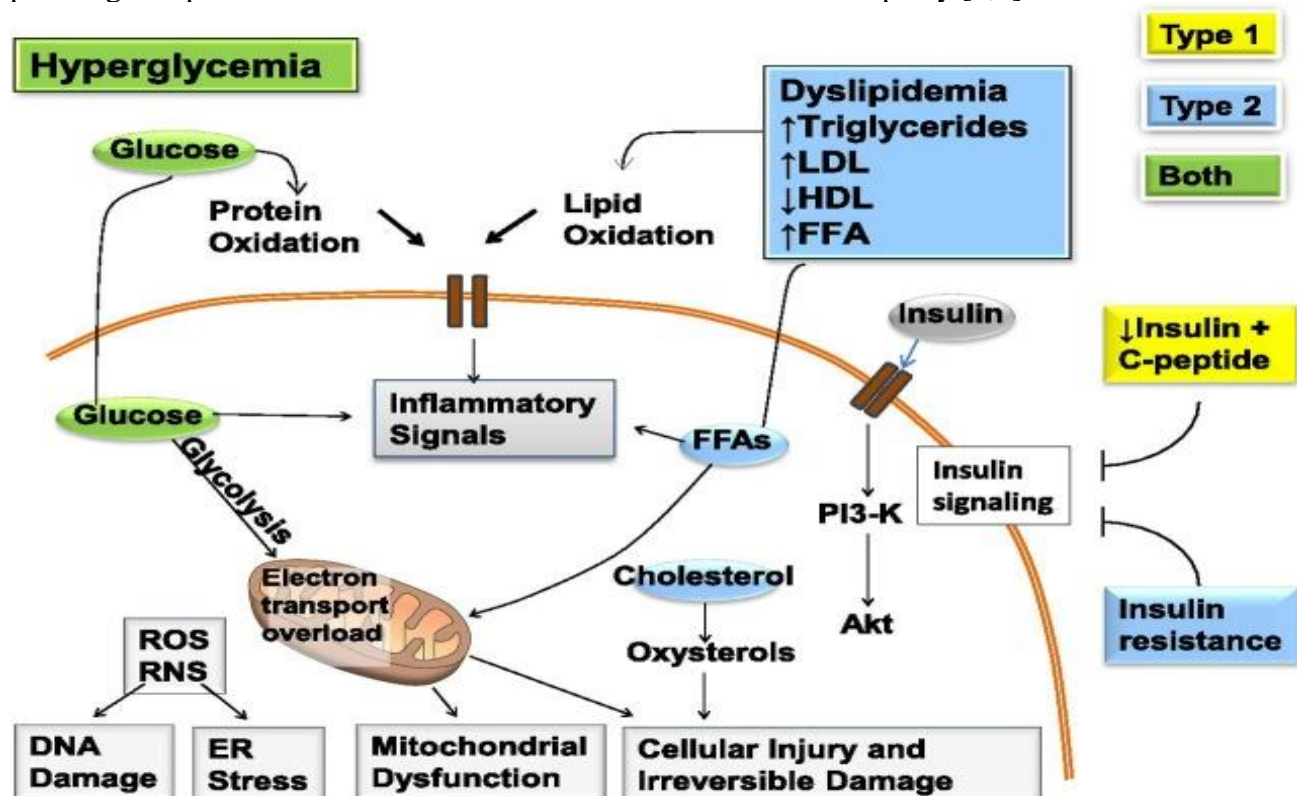 Type 1
Hyperglycemia
Dyslipidemia
↑Triglycerides
↑LDL
↓HDL
↑FFA
Type 2
Both
Glucose
Protein
Oxidation
Lipid
Oxidation
Insulin
↓Insulin +
C-peptide
Glucose
Inflammatory
Signals
FFAs
Insulin
signaling
Glycolysis
PI3-K
Electron
transport
overload
Cholesterol
Akt
Insulin
resistance
ROS
RNS
Oxysterols
DNA
Damage
ER
Stress
Mitochondrial
Dysfunction
Cellular Injury and
Irreversible Damage